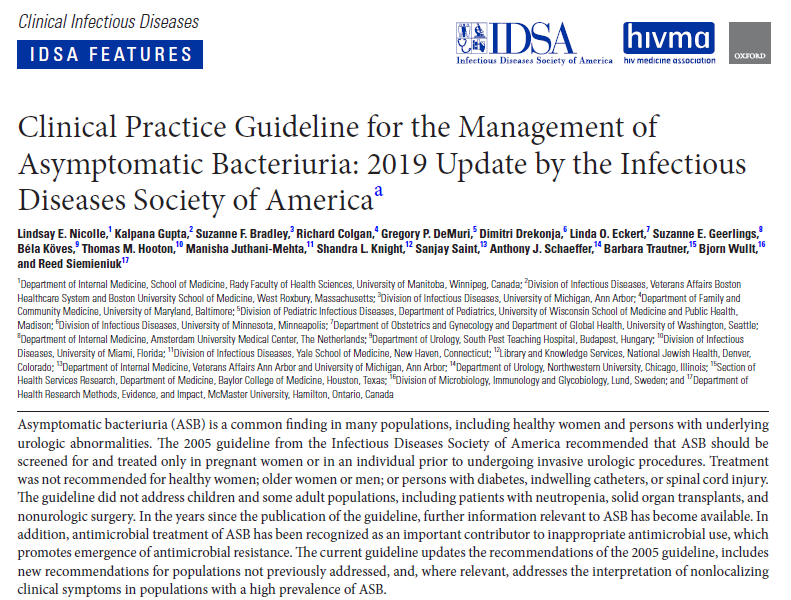 Clinical Infectious Diseases
IDSA FEATURES
IDSA
Infectious Diseases Society of America
hivma
hiv medicine association
OXFORD
Clinical Practice Guideline for the Management of
Asymptomatic Bacteriuria: 2019 Update by the Infectious
Diseases Society of Americaa
Lindsay E. Nicolle,1 Kalpana Gupta,2 Suzanne F. Bradley,3 Richard Colgan,4 Gregory P. DeMuri,5 Dimitri Drekonja,6 Linda O. Eckert,7 Suzanne E. Geerlings,8
Béla Köves,9 Thomas M. Hooton,10 Manisha Juthani-Mehta,11 Shandra L. Knight,12 Sanjay Saint,13 Anthony J. Schaeffer,14 Barbara Trautner,15 Bjorn Wullt,16
and Reed Siemieniuk17
1Department of Internal Medicine, School of Medicine, Rady Faculty of Health Sciences, University of Manitoba, Winnipeg, Canada; 2Division of Infectious Diseases, Veterans Affairs Boston
Healthcare System and Boston University School of Medicine, West Roxbury, Massachusetts; 3Division of Infectious Diseases, University of Michigan, Ann Arbor; 4Department of Family and
Community Medicine, University of Maryland, Baltimore; 5Division of Pediatric Infectious Diseases, Department of Pediatrics, University of Wisconsin School of Medicine and Public Health,
Madison; 6Division of Infectious Diseases, University of Minnesota, Minneapolis; 7Department of Obstetrics and Gynecology and Department of Global Health, University of Washington, Seattle;
8Department of Internal Medicine, Amsterdam University Medical Center, The Netherlands; 9Department of Urology, South Pest Teaching Hospital, Budapest, Hungary; 10Division of Infectious
Diseases, University of Miami, Florida; 11Division of Infectious Diseases, Yale School of Medicine, New Haven, Connecticut; 12Library and Knowledge Services, National Jewish Health, Denver,
Colorado; 13Department of Internal Medicine, Veterans Affairs Ann Arbor and University of Michigan, Ann Arbor; 14Department of Urology, Northwestern University, Chicago, Illinois; 15Section of
Health Services Research, Department of Medicine, Baylor College of Medicine, Houston, Texas; 16Division of Microbiology, Immunology and Glycobiology, Lund, Sweden; and 17Department of
Health Research Methods, Evidence, and Impact, McMaster University, Hamilton, Ontario, Canada
Asymptomatic bacteriuria (ASB) is a common finding in many populations, including healthy women and persons with underlying
urologic abnormalities. The 2005 guideline from the Infectious Diseases Society of America recommended that ASB should be
screened for and treated only in pregnant women or in an individual prior to undergoing invasive urologic procedures. Treatment
was not recommended for healthy women; older women or men; or persons with diabetes, indwelling catheters, or spinal cord injury.
The guideline did not address children and some adult populations, including patients with neutropenia, solid organ transplants, and
nonurologic surgery. In the years since the publication of the guideline, further information relevant to ASB has become available. In
addition, antimicrobial treatment of ASB has been recognized as an important contributor to inappropriate antimicrobial use, which
promotes emergence of antimicrobial resistance. The current guideline updates the recommendations of the 2005 guideline, includes
new recommendations for populations not previously addressed, and, where relevant, addresses the interpretation of nonlocalizing
clinical symptoms in populations with a high prevalence of ASB.